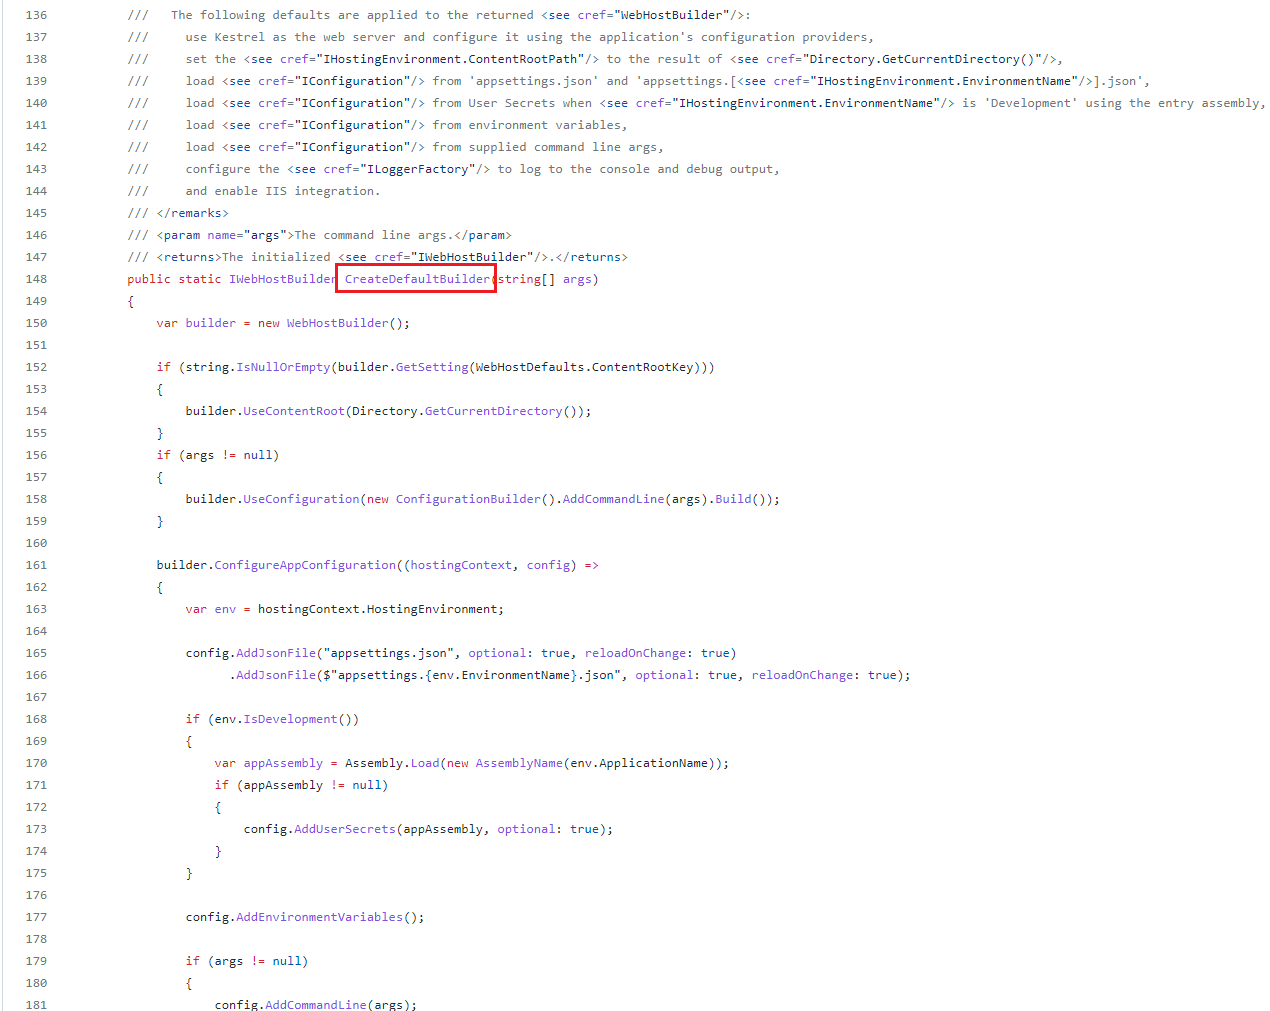 136 ///   The following defaults are applied to the returned <see cref="WebHostBuilder"/>:
137 ///     use Kestrel as the web server and configure it using the application's configuration providers,
138 ///     set the <see cref="IHostingEnvironment.ContentRootPath"/> to the result of <see cref="Directory.GetCurrentDirectory()"/>,
139 ///     load <see cref="IConfiguration"/> from 'appsettings.json' and 'appsettings.[<see cref="IHostingEnvironment.EnvironmentName"/>].json',
140 ///     load <see cref="IConfiguration"/> from User Secrets when <see cref="IHostingEnvironment.EnvironmentName"/> is 'Development' using the entry assembly,
141 ///     load <see cref="IConfiguration"/> from environment variables,
142 ///     load <see cref="IConfiguration"/> from supplied command line args,
143 ///     configure the <see cref="ILoggerFactory"/> to log to the console and debug output,
144 ///     and enable IIS integration.
145 /// </remarks>
146 /// <param name="args">The command line args.</param>
147 /// <returns>The initialized <see cref="IWebHostBuilder"/>.</returns>
148 public static IWebHostBuilder CreateDefaultBuilder(string[] args)
149 {
150     var builder = new WebHostBuilder();
151
152     if (string.IsNullOrEmpty(builder.GetSetting(WebHostDefaults.ContentRootKey)))
153     {
154         builder.UseContentRoot(Directory.GetCurrentDirectory());
155     }
156     if (args != null)
157     {
158         builder.UseConfiguration(new ConfigurationBuilder().AddCommandLine(args).Build());
159     }
160
161     builder.ConfigureAppConfiguration((hostingContext, config) =>
162     {
163         var env = hostingContext.HostingEnvironment;
164
165         config.AddJsonFile("appsettings.json", optional: true, reloadOnChange: true)
166               .AddJsonFile($"appsettings.{env.EnvironmentName}.json", optional: true, reloadOnChange: true);
167
168         if (env.IsDevelopment())
169         {
170             var appAssembly = Assembly.Load(new AssemblyName(env.ApplicationName));
171             if (appAssembly != null)
172             {
173                 config.AddUserSecrets(appAssembly, optional: true);
174             }
175         }
176
177         config.AddEnvironmentVariables();
178
179         if (args != null)
180         {
181             config.AddCommandLine(args);